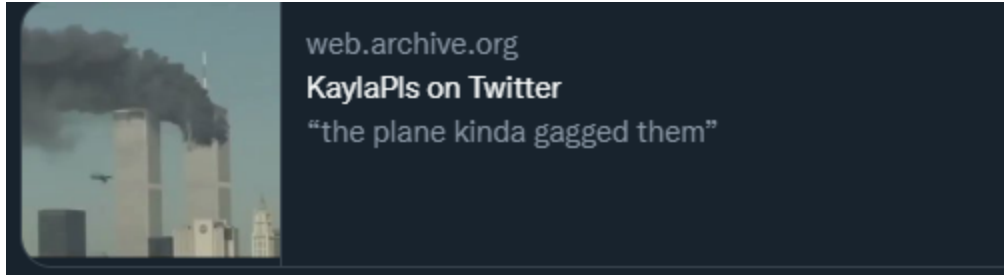 web.archive.org
KaylaPls on Twitter
“the plane kinda gagged them”